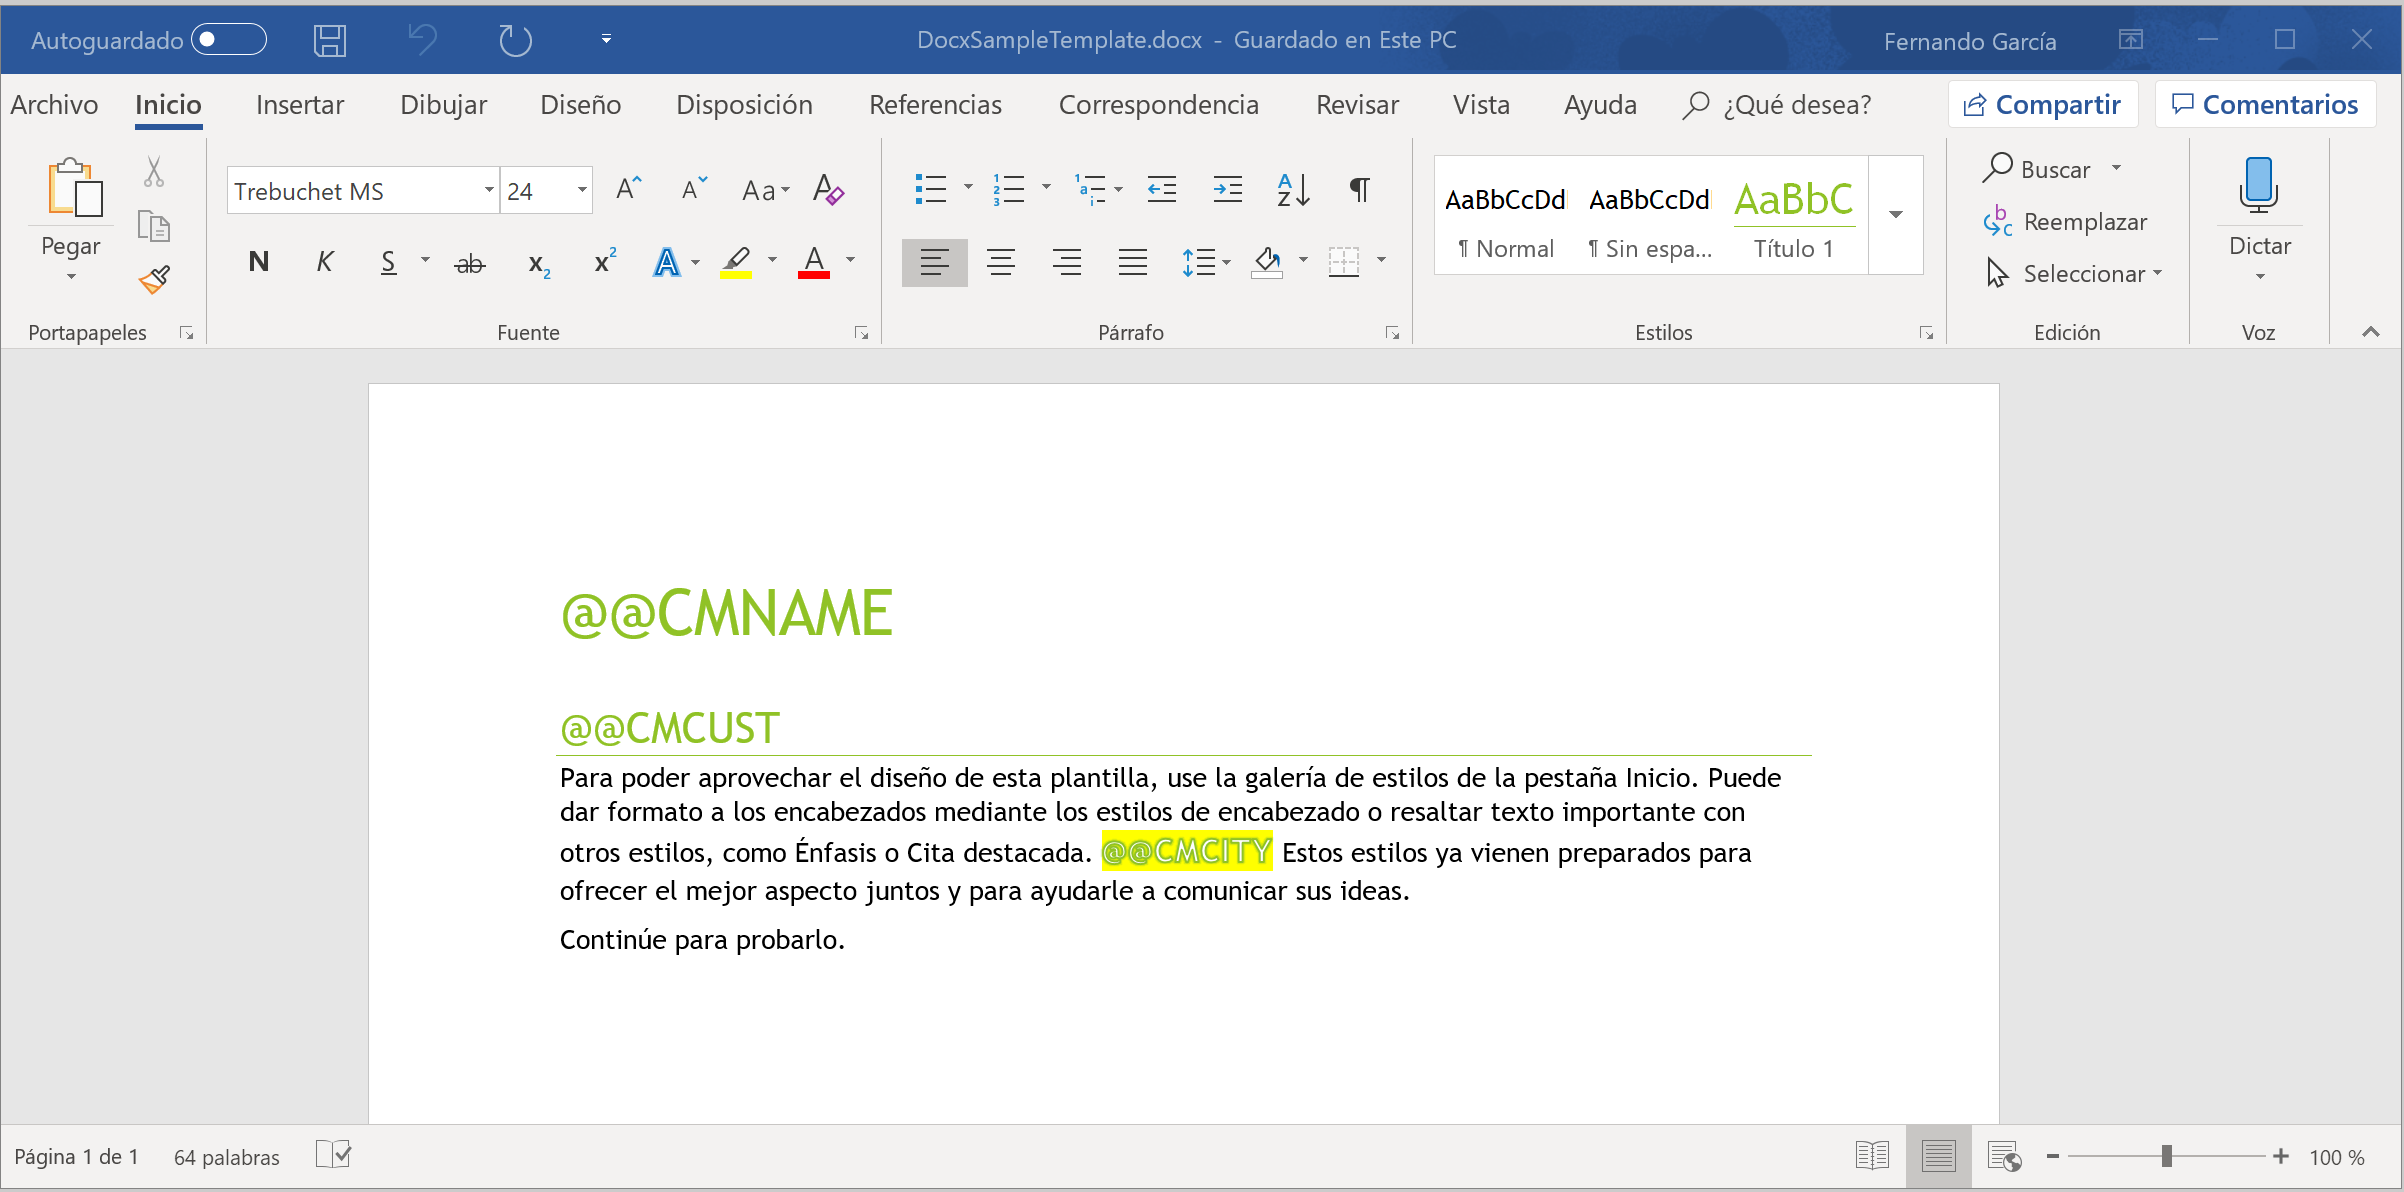 Autoguardado DocxSampleTemplate.docx - Guardado en Este PC Fernando García
Archivo Inicio Insertar Dibujar Diseño Disposición Referencias Correspondencia Revisar Vista Ayuda ¿Qué desea? Compartir Comentarios
Pegar
Portapapeles
Trebuchet MS 24 A A Aa A
N K S ab x2 x2 A A
Fuente
A Z ¶
Párrafo
AaBbCcDd AaBbCcDd AaBbC
¶ Normal ¶ Sin espa... Título 1
Estilos
Buscar
Reemplazar
Seleccionar
Edición
Dictar
Voz
@@CMNAME
@@CMCUST
Para poder aprovechar el diseño de esta plantilla, use la galería de estilos de la pestaña Inicio. Puede
dar formato a los encabezados mediante los estilos de encabezado o resaltar texto importante con
otros estilos, como Énfasis o Cita destacada. @@CMCITY Estos estilos ya vienen preparados para
ofrecer el mejor aspecto juntos y para ayudarle a comunicar sus ideas.
Continúe para probarlo.
Página 1 de 1 64 palabras 100 %